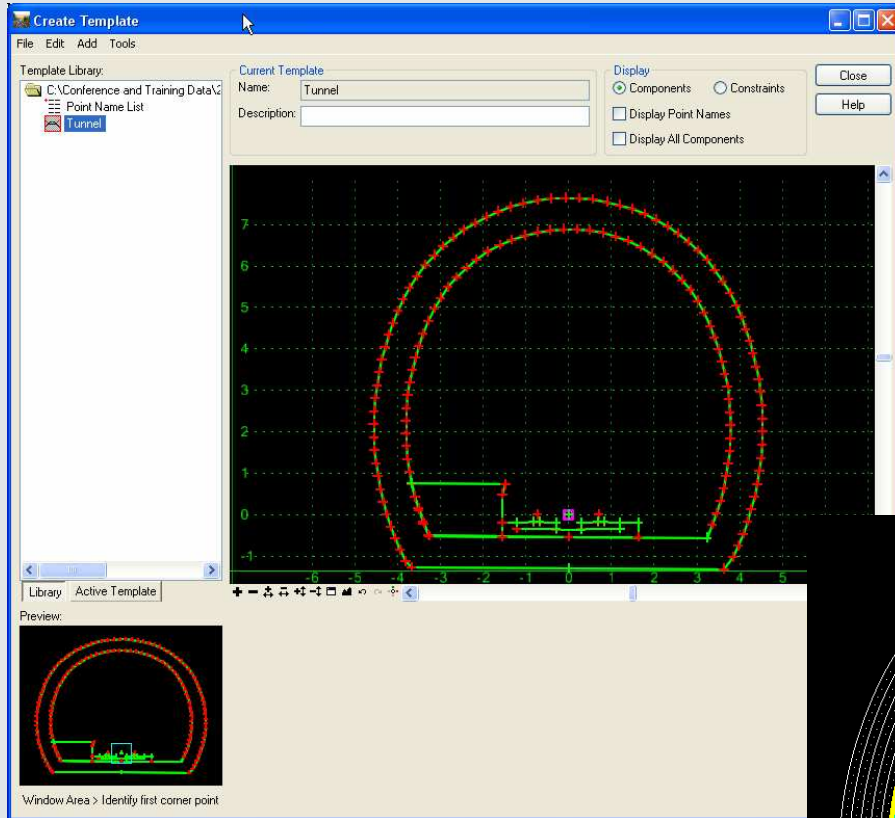 Create Template
File Edit Add Tools
Template Library:
C:\Conference and Training Data\2
Point Name List
Tunnel
Current Template
Name: Tunnel
Description:
Display
Components Constraints
Display Point Names
Display All Components
Close
Help
7
6
5
4
3
2
1
0
-1
-6 -5 -4 -3 -2 -1 0 1 2 3 4 5
Library Active Template
Preview:
Window Area > Identify first corner point